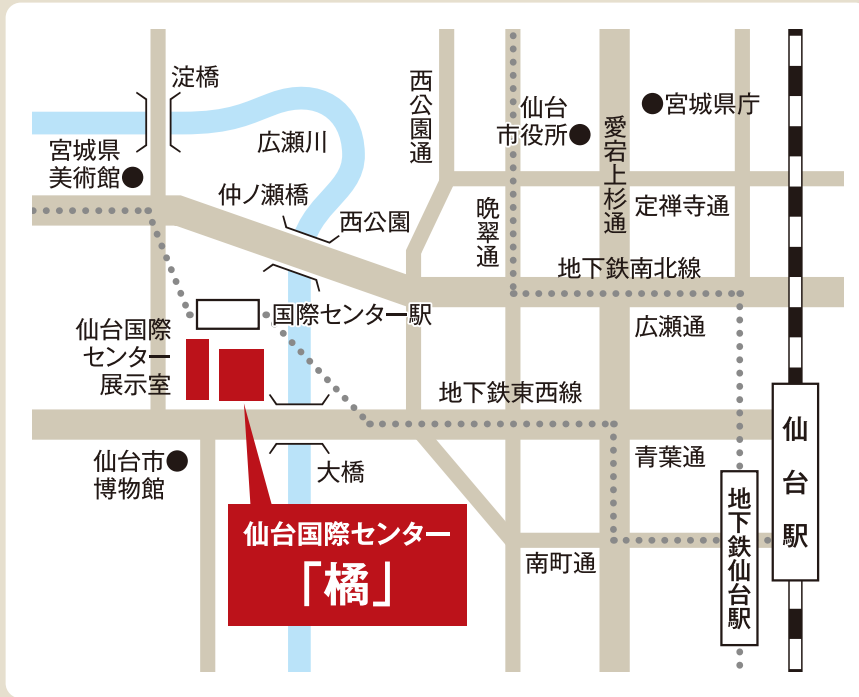 淀橋
西公園通
仙台
市役所
宮城県庁
愛宕上杉通
広瀬川
宮城県
美術館
仲ノ瀬橋
西公園
晩翠通
定禅寺通
地下鉄南北線
国際センター駅
広瀬通
仙台国際
センター
展示室
地下鉄東西線
仙台駅
青葉通
仙台市
博物館
大橋
地下鉄仙台駅
仙台国際センター
「橘」
南町通